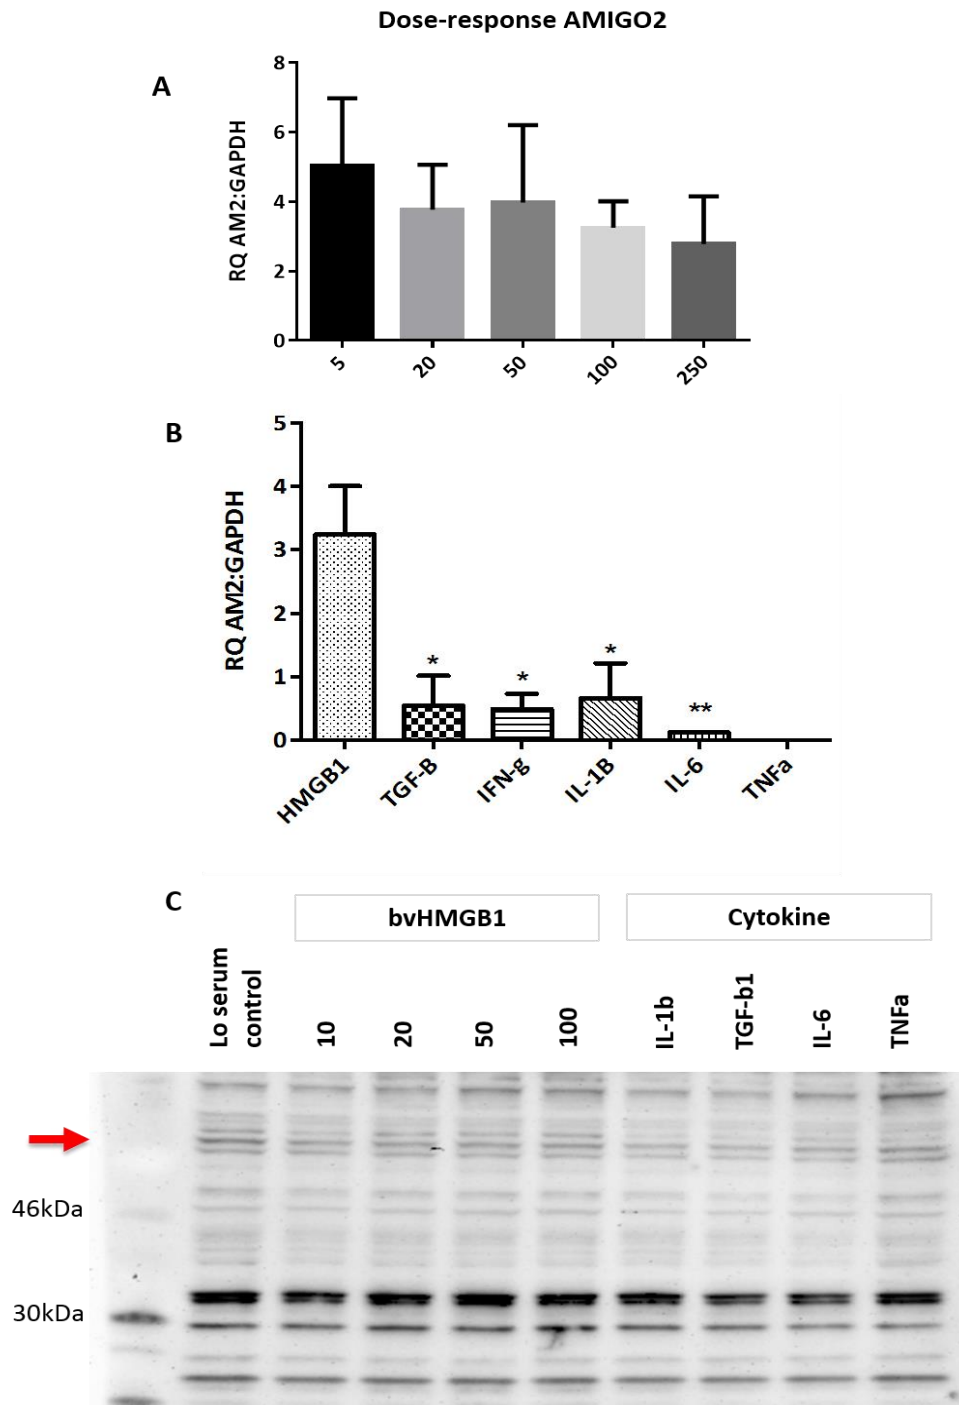 Dose-response AMIGO2
A
RQ AM2:GAPDH
8
6
4
2
0
5
20
50
100
250
B
RQ AM2:GAPDH
5
4
3
2
1
0
*
*
*
**
HMGB1
TGF-B
IFN-g
IL-1B
IL-6
TNFa
C
bvHMGB1
Cytokine
Lo serum
control
10
20
50
100
IL-1b
TGF-b1
IL-6
TNFa
46kDa
30kDa